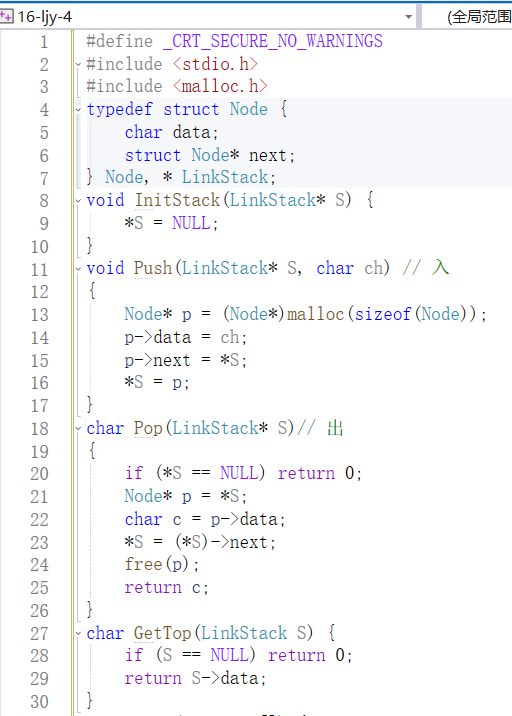 16-ljy-4 (全局范围
1 #define _CRT_SECURE_NO_WARNINGS
2 #include <stdio.h>
3 #include <malloc.h>
4 typedef struct Node {
5 char data;
6 struct Node* next;
7 } Node, * LinkStack;
8 void InitStack(LinkStack* S) {
9 *S = NULL;
10 }
11 void Push(LinkStack* S, char ch) // 入
12 {
13 Node* p = (Node*)malloc(sizeof(Node));
14 p->data = ch;
15 p->next = *S;
16 *S = p;
17 }
18 char Pop(LinkStack* S)// 出
19 {
20 if (*S == NULL) return 0;
21 Node* p = *S;
22 char c = p->data;
23 *S = (*S)->next;
24 free(p);
25 return c;
26 }
27 char GetTop(LinkStack S) {
28 if (S == NULL) return 0;
29 return S->data;
30 }